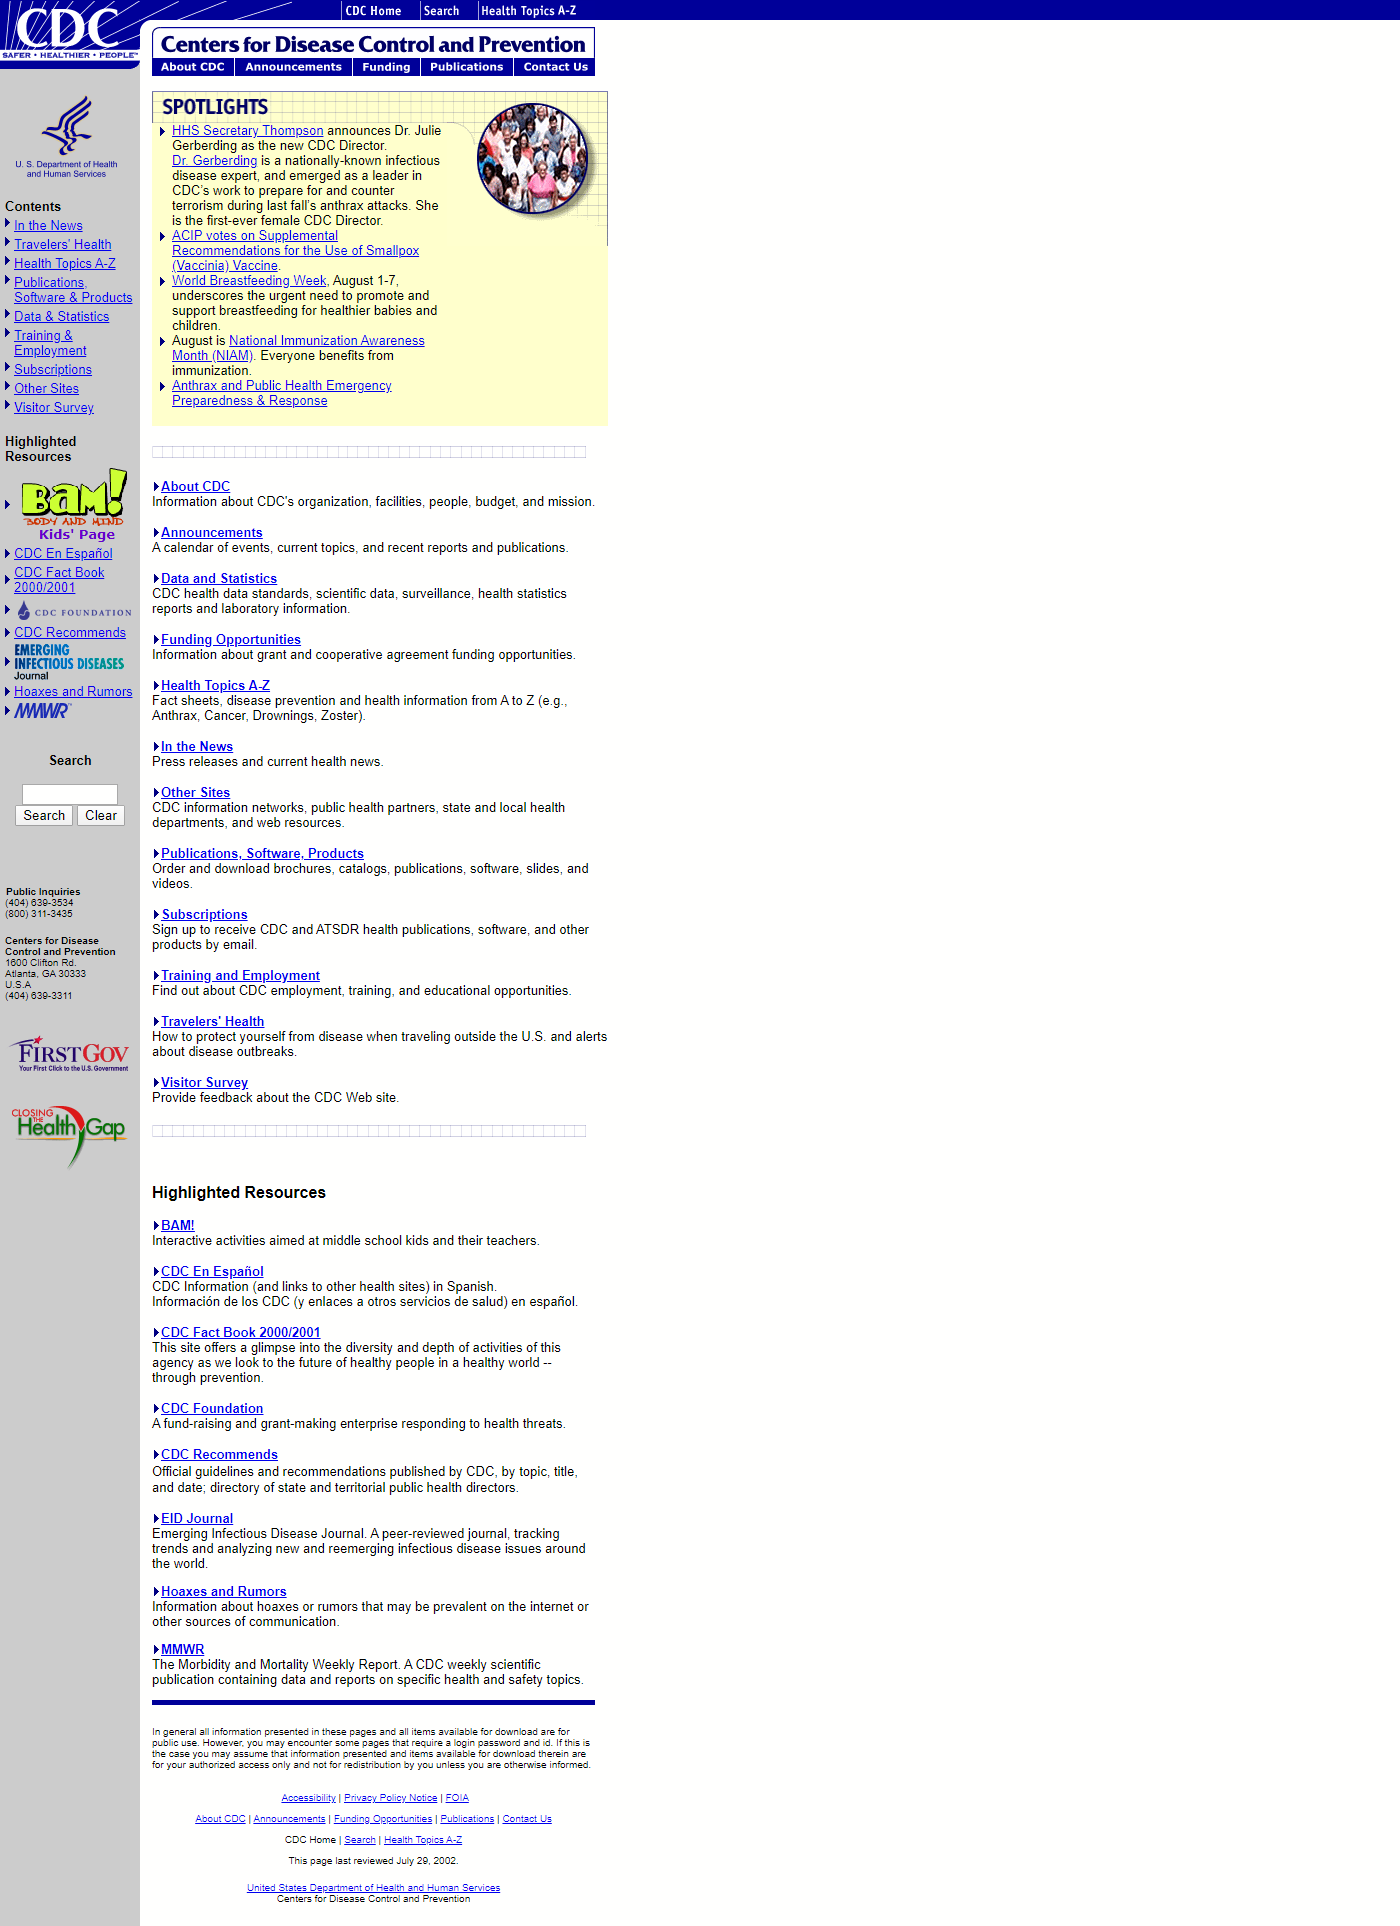 CDC
SAFER • HEALTHIER • PEOPLE™
CDC Home
Search
Health Topics A-Z
Centers for Disease Control and Prevention
About CDC
Announcements
Funding
Publications
Contact Us
U. S. Department of Health
and Human Services
Contents
In the News
Travelers' Health
Health Topics A-Z
Publications,
Software & Products
Data & Statistics
Training &
Employment
Subscriptions
Other Sites
Visitor Survey
Highlighted
Resources
BAM!
BODY AND MIND
Kids' Page
CDC En Español
CDC Fact Book
2000/2001
CDC FOUNDATION
CDC Recommends
EMERGING
INFECTIOUS DISEASES
Journal
Hoaxes and Rumors
MMWR™
Search
Search
Clear
Public Inquiries
(404) 639-3534
(800) 311-3435
Centers for Disease
Control and Prevention
1600 Clifton Rd.
Atlanta, GA 30333
U.S.A
(404) 639-3311
FIRSTGOV
Your First Click to the U.S. Government
CLOSING
THE
Health Gap
SPOTLIGHTS
HHS Secretary Thompson announces Dr. Julie
Gerberding as the new CDC Director.
Dr. Gerberding is a nationally-known infectious
disease expert, and emerged as a leader in
CDC's work to prepare for and counter
terrorism during last fall's anthrax attacks. She
is the first-ever female CDC Director.
ACIP votes on Supplemental
Recommendations for the Use of Smallpox
(Vaccinia) Vaccine.
World Breastfeeding Week, August 1-7,
underscores the urgent need to promote and
support breastfeeding for healthier babies and
children.
August is National Immunization Awareness
Month (NIAM). Everyone benefits from
immunization.
Anthrax and Public Health Emergency
Preparedness & Response
About CDC
Information about CDC's organization, facilities, people, budget, and mission.
Announcements
A calendar of events, current topics, and recent reports and publications.
Data and Statistics
CDC health data standards, scientific data, surveillance, health statistics
reports and laboratory information.
Funding Opportunities
Information about grant and cooperative agreement funding opportunities.
Health Topics A-Z
Fact sheets, disease prevention and health information from A to Z (e.g.,
Anthrax, Cancer, Drownings, Zoster).
In the News
Press releases and current health news.
Other Sites
CDC information networks, public health partners, state and local health
departments, and web resources.
Publications, Software, Products
Order and download brochures, catalogs, publications, software, slides, and
videos.
Subscriptions
Sign up to receive CDC and ATSDR health publications, software, and other
products by email.
Training and Employment
Find out about CDC employment, training, and educational opportunities.
Travelers' Health
How to protect yourself from disease when traveling outside the U.S. and alerts
about disease outbreaks.
Visitor Survey
Provide feedback about the CDC Web site.
Highlighted Resources
BAM!
Interactive activities aimed at middle school kids and their teachers.
CDC En Español
CDC Information (and links to other health sites) in Spanish.
Información de los CDC (y enlaces a otros servicios de salud) en español.
CDC Fact Book 2000/2001
This site offers a glimpse into the diversity and depth of activities of this
agency as we look to the future of healthy people in a healthy world --
through prevention.
CDC Foundation
A fund-raising and grant-making enterprise responding to health threats.
CDC Recommends
Official guidelines and recommendations published by CDC, by topic, title,
and date; directory of state and territorial public health directors.
EID Journal
Emerging Infectious Disease Journal. A peer-reviewed journal, tracking
trends and analyzing new and reemerging infectious disease issues around
the world.
Hoaxes and Rumors
Information about hoaxes or rumors that may be prevalent on the internet or
other sources of communication.
MMWR
The Morbidity and Mortality Weekly Report. A CDC weekly scientific
publication containing data and reports on specific health and safety topics.
In general all information presented in these pages and all items available for download are for
public use. However, you may encounter some pages that require a login password and id. If this is
the case you may assume that information presented and items available for download therein are
for your authorized access only and not for redistribution by you unless you are otherwise informed.
Accessibility | Privacy Policy Notice | FOIA
About CDC | Announcements | Funding Opportunities | Publications | Contact Us
CDC Home | Search | Health Topics A-Z
This page last reviewed July 29, 2002.
United States Department of Health and Human Services
Centers for Disease Control and Prevention